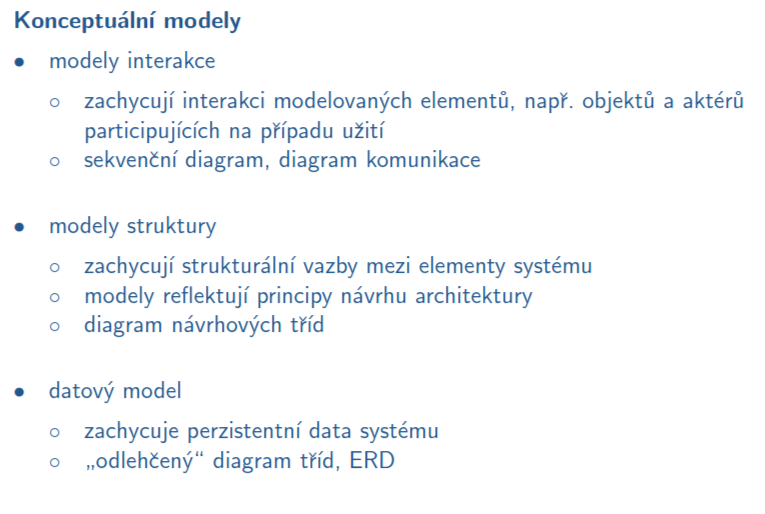 Konceptuální modely
• modely interakce
○ zachycují interakci modelovaných elementů, např. objektů a aktérů
participujících na případu užití
○ sekvenční diagram, diagram komunikace
• modely struktury
○ zachycují strukturální vazby mezi elementy systému
○ modely reflektují principy návrhu architektury
○ diagram návrhových tříd
• datový model
○ zachycuje perzistentní data systému
○ „odlehčený“ diagram tříd, ERD